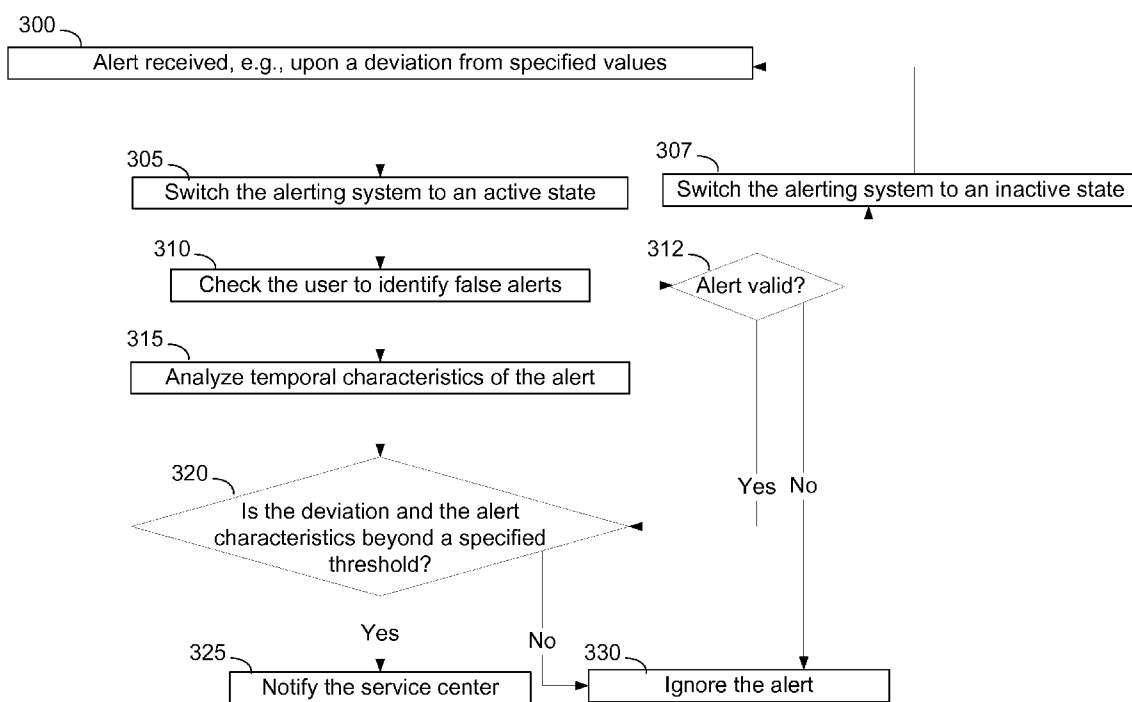 300
Alert received, e.g., upon a deviation from specified values
305
Switch the alerting system to an active state
307
Switch the alerting system to an inactive state
310
Check the user to identify false alerts
312
Alert valid?
315
Analyze temporal characteristics of the alert
320
Is the deviation and the alert
characteristics beyond a specified
threshold?
Yes No
Yes
No
325
Notify the service center
330
Ignore the alert